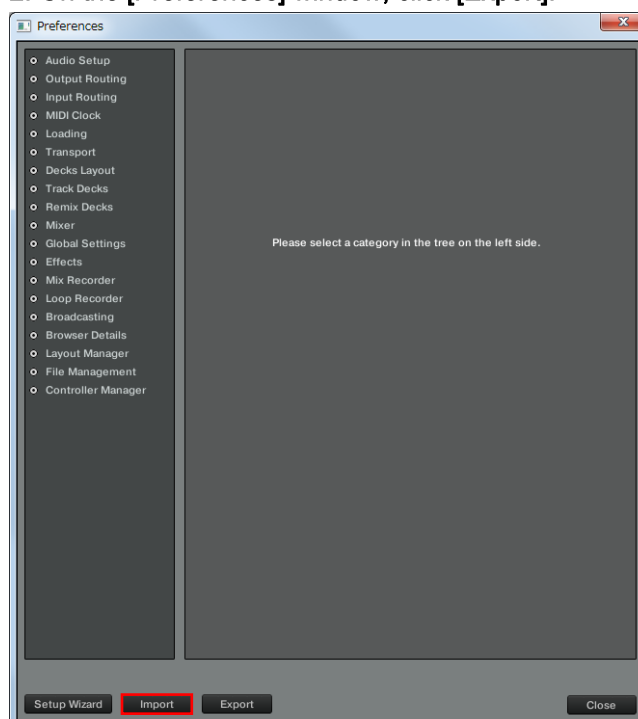 2. On the [Preferences] window, click [Export].
Preferences
Audio Setup
Output Routing
Input Routing
MIDI Clock
Loading
Transport
Decks Layout
Track Decks
Remix Decks
Mixer
Global Settings
Effects
Mix Recorder
Loop Recorder
Broadcasting
Browser Details
Layout Manager
File Management
Controller Manager
Please select a category in the tree on the left side.
Setup Wizard
Import
Export
Close